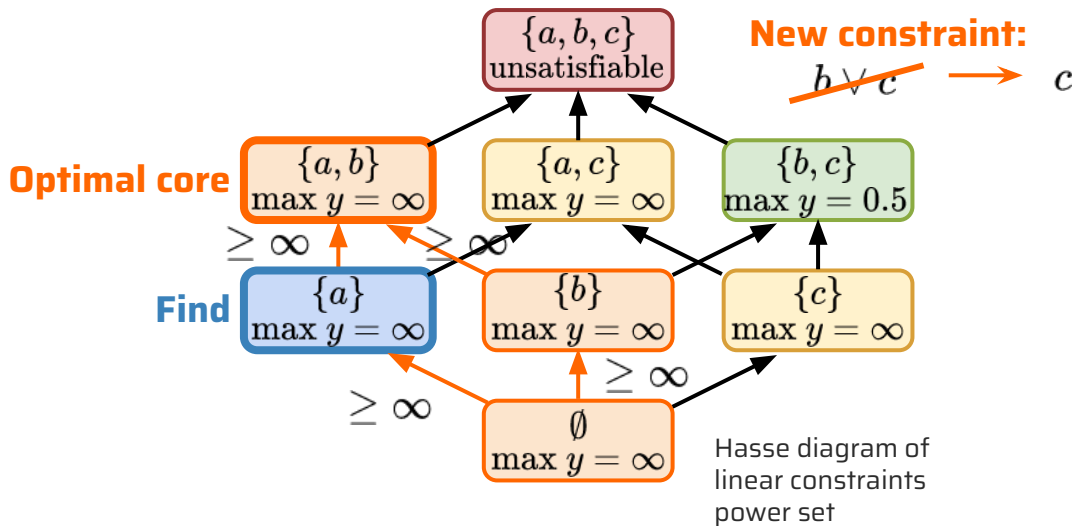 {a, b, c}
unsatisfiable
New constraint:
b ∨ c → c
Optimal core
{a, b}
max y = ∞
{a, c}
max y = ∞
{b, c}
max y = 0.5
≥ ∞
≥ ∞
Find
{a}
max y = ∞
{b}
max y = ∞
{c}
max y = ∞
≥ ∞
≥ ∞
∅
max y = ∞
Hasse diagram of
linear constraints
power set